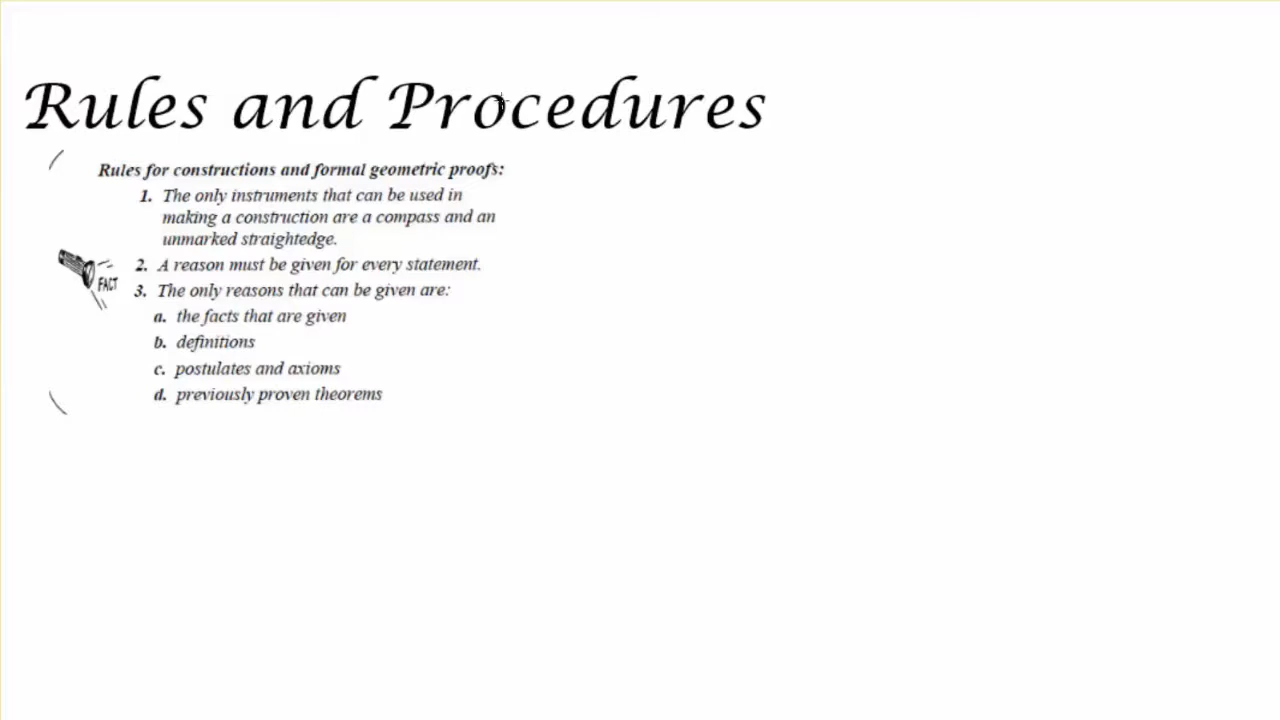 Rules and Procedures
Rules for constructions and formal geometric proofs:
1. The only instruments that can be used in
making a construction are a compass and an
unmarked straightedge.
2. A reason must be given for every statement.
FACT
3. The only reasons that can be given are:
a. the facts that are given
b. definitions
c. postulates and axioms
d. previously proven theorems